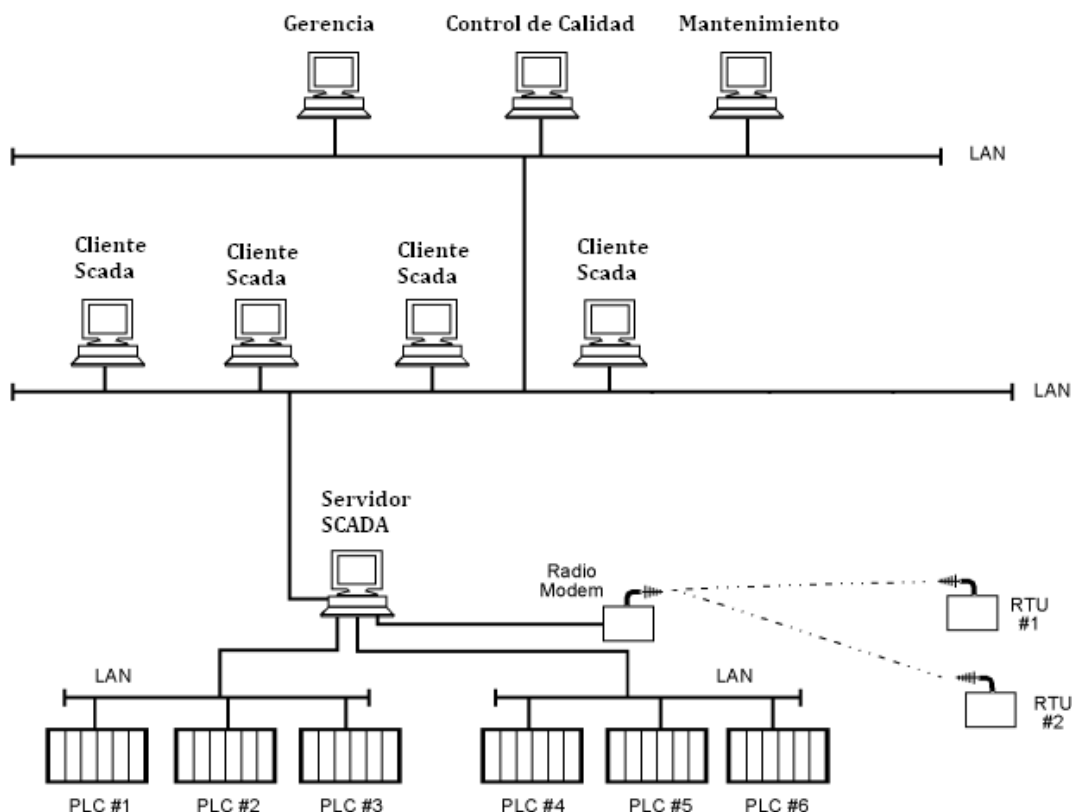 Gerencia
Control de Calidad
Mantenimiento
LAN
Cliente
Scada
Cliente
Scada
Cliente
Scada
Cliente
Scada
LAN
Servidor
SCADA
Radio
Modem
RTU
#1
RTU
#2
LAN
LAN
PLC #1
PLC #2
PLC #3
PLC #4
PLC #5
PLC #6